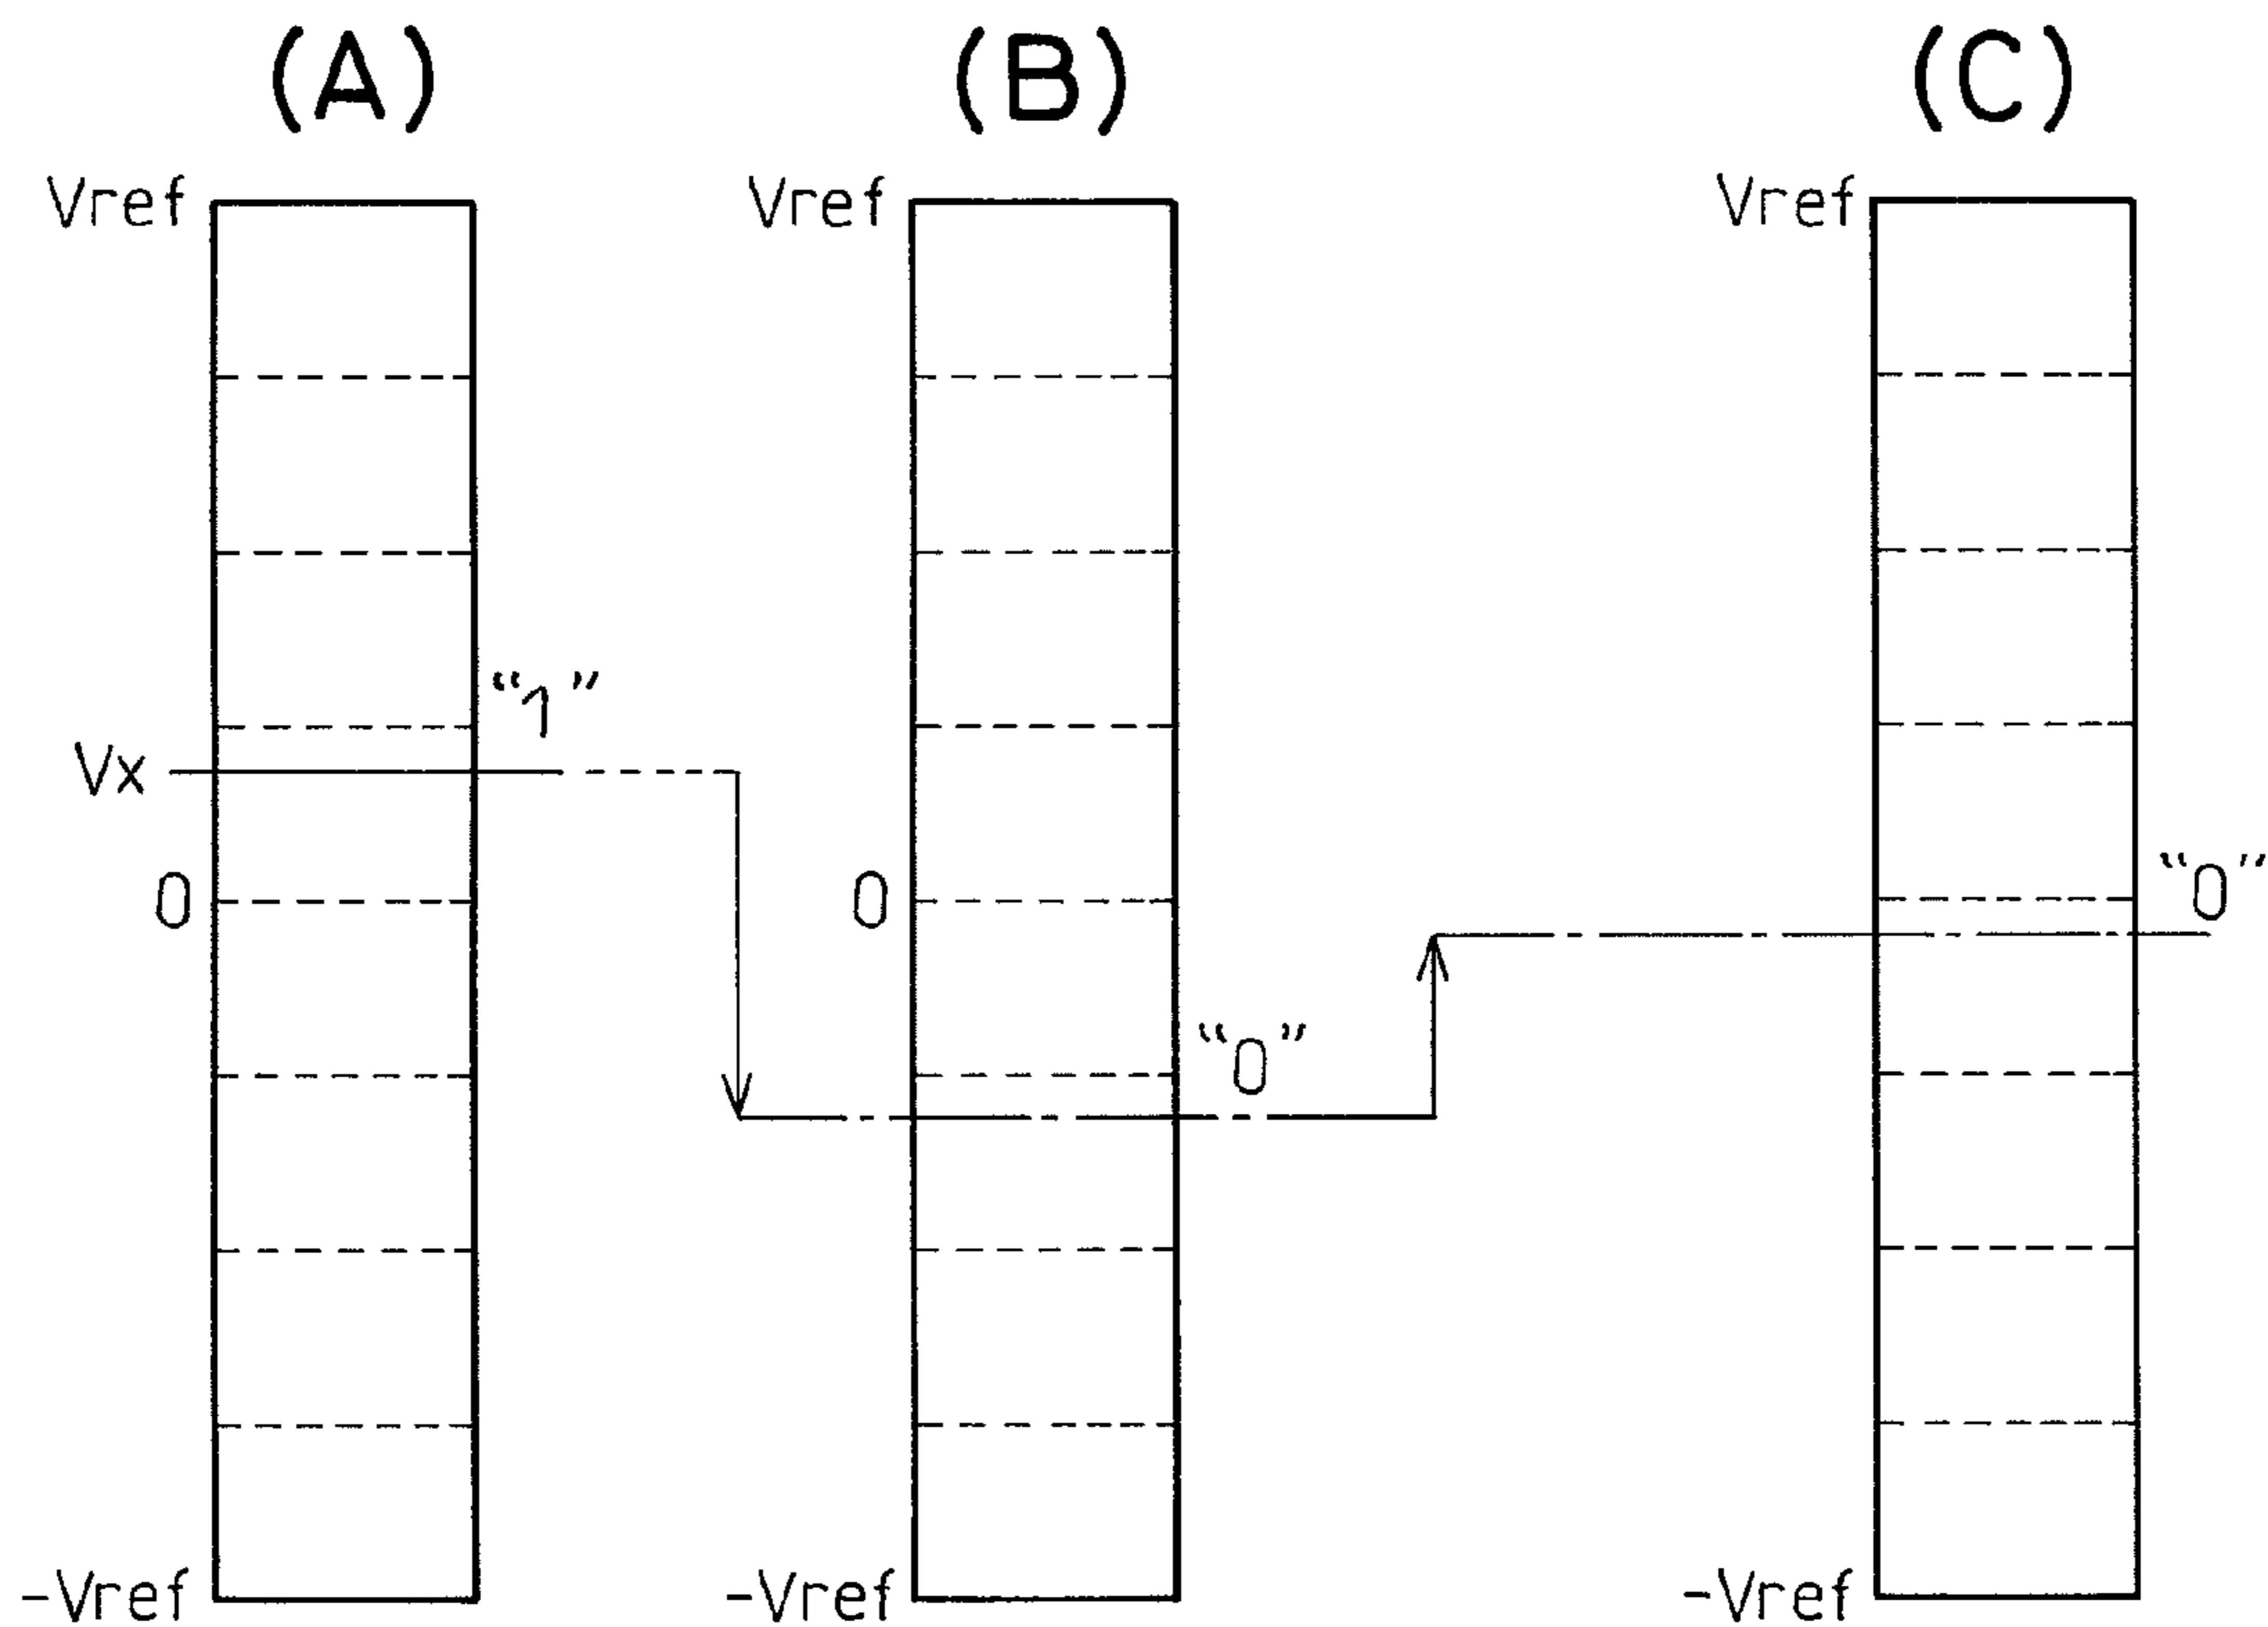 (A) (B) (C)
Vref Vref Vref
“1”
Vx
0 0 “0”
“0”
-Vref -Vref -Vref